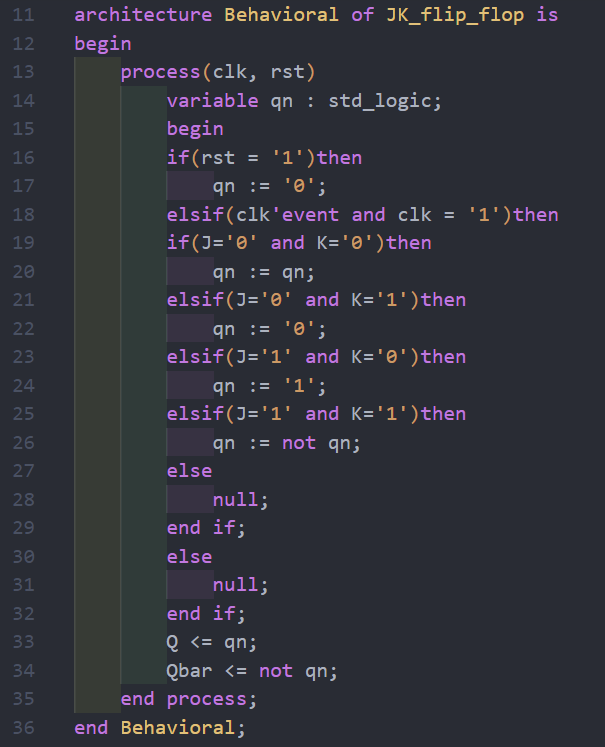 11 architecture Behavioral of JK_flip_flop is
12 begin
13     process(clk, rst)
14         variable qn : std_logic;
15         begin
16         if(rst = '1')then
17             qn := '0';
18         elsif(clk'event and clk = '1')then
19         if(J='0' and K='0')then
20             qn := qn;
21         elsif(J='0' and K='1')then
22             qn := '0';
23         elsif(J='1' and K='0')then
24             qn := '1';
25         elsif(J='1' and K='1')then
26             qn := not qn;
27         else
28             null;
29         end if;
30         else
31             null;
32         end if;
33         Q <= qn;
34         Qbar <= not qn;
35     end process;
36 end Behavioral;